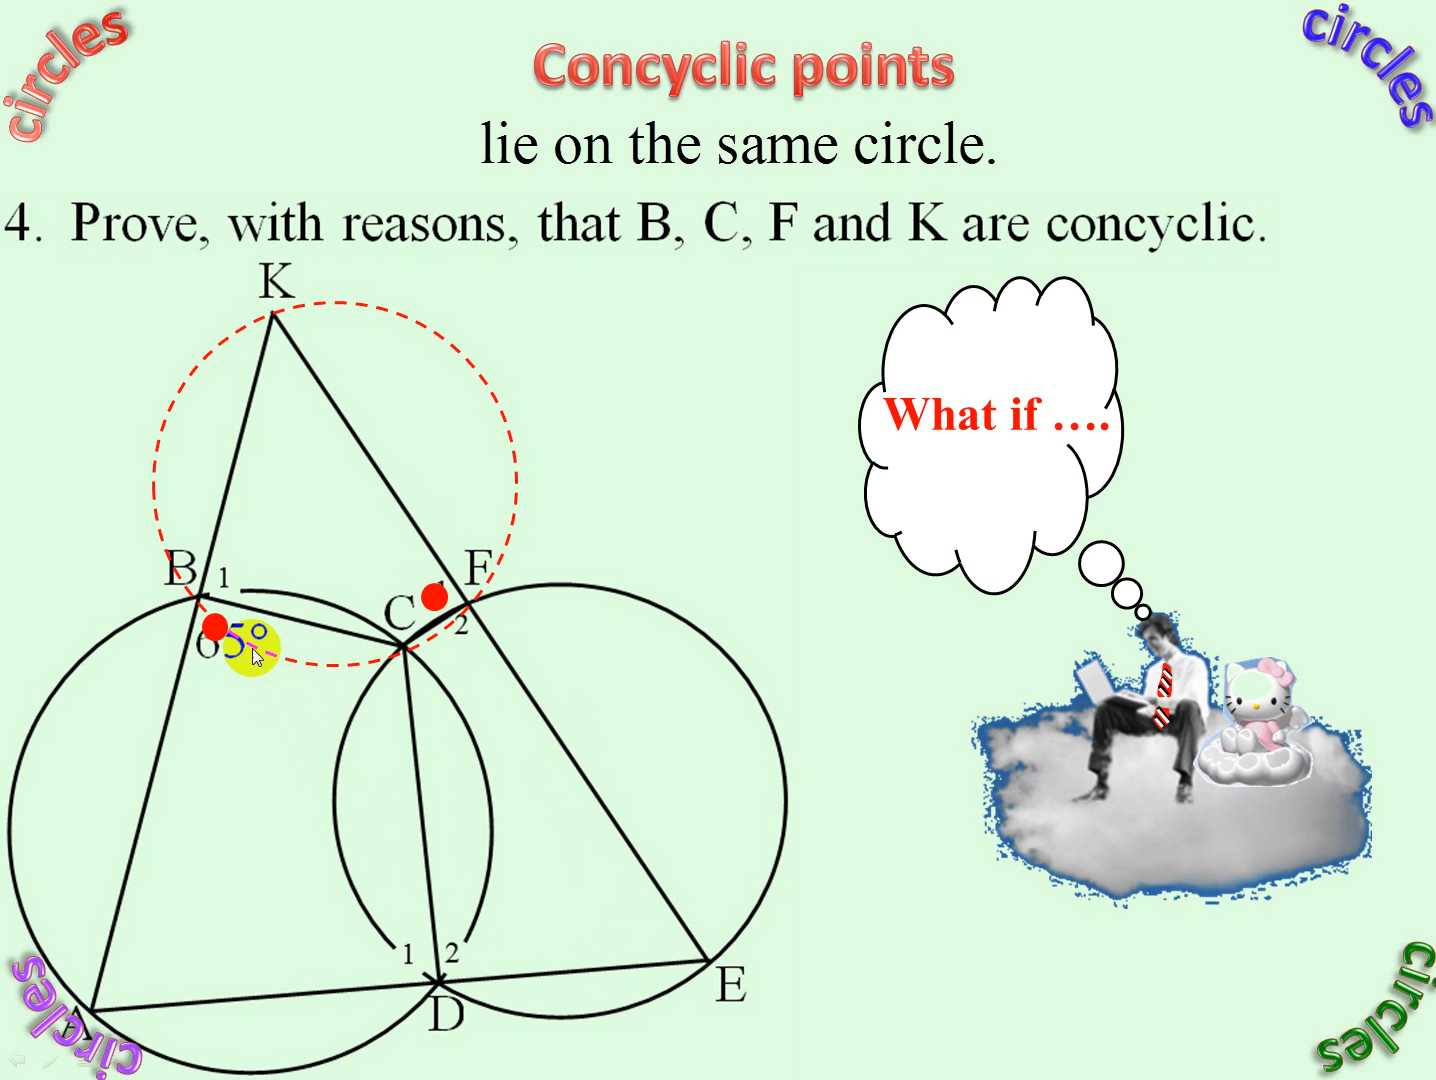 circles
circles
Concyclic points
lie on the same circle.
4. Prove, with reasons, that B, C, F and K are concyclic.
K
What if ....
B 1
F
C
2
65°
1 2
A
D
E
circles
circles